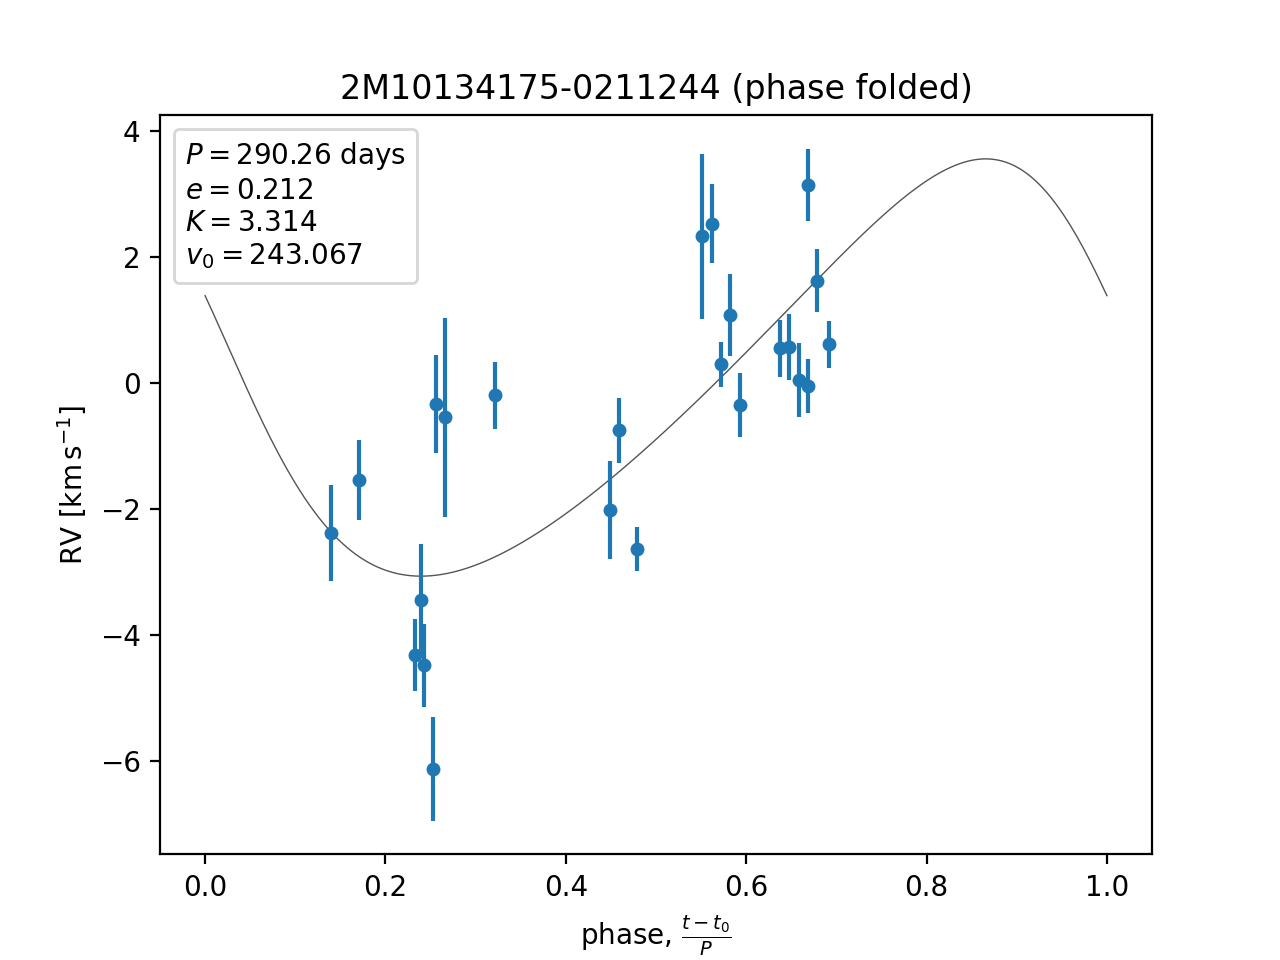 2M10134175-0211244 (phase folded)
P = 290.26 days
e = 0.212
K = 3.314
v₀ = 243.067
RV [km s⁻¹]
4
2
0
−2
−4
−6
0.0 0.2 0.4 0.6 0.8 1.0
phase, (t − t₀)/P